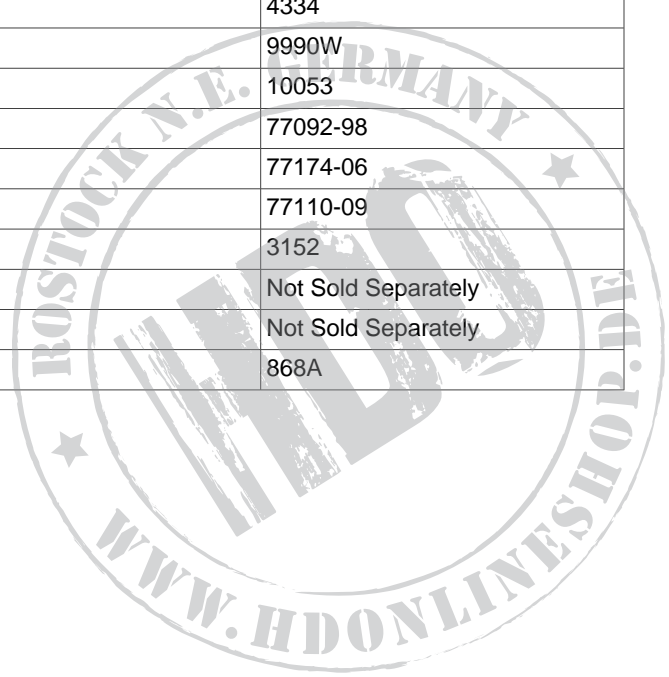 4334
9990W
10053
77092-98
77174-06
77110-09
3152
Not Sold Separately
Not Sold Separately
868A
ROSTOCK N.E. GERMANY
HDO
WWW.HDONLINESHOP.DE